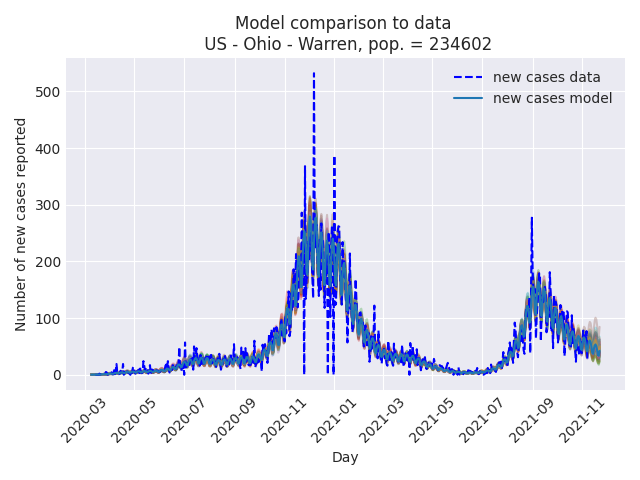 Model comparison to data
US - Ohio - Warren, pop. = 234602
new cases data
new cases model
Number of new cases reported
500
400
300
200
100
0
2020-03
2020-05
2020-07
2020-09
2020-11
2021-01
2021-03
2021-05
2021-07
2021-09
2021-11
Day